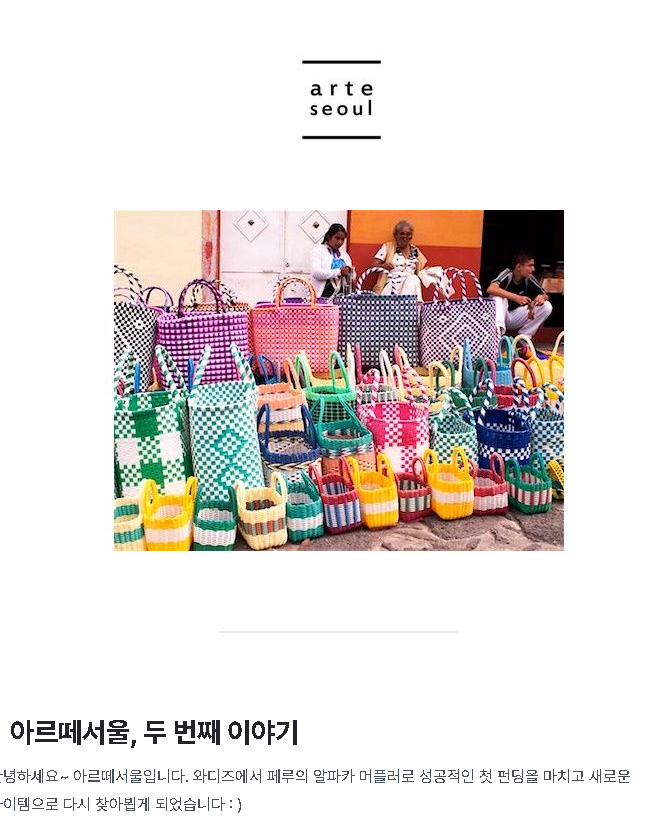 arte
seoul
아르떼서울, 두 번째 이야기
안녕하세요~ 아르떼서울입니다. 와디즈에서 페루의 알파카 머플러로 성공적인 첫 펀딩을 마치고 새로운
아이템으로 다시 찾아뵙게 되었습니다 : )